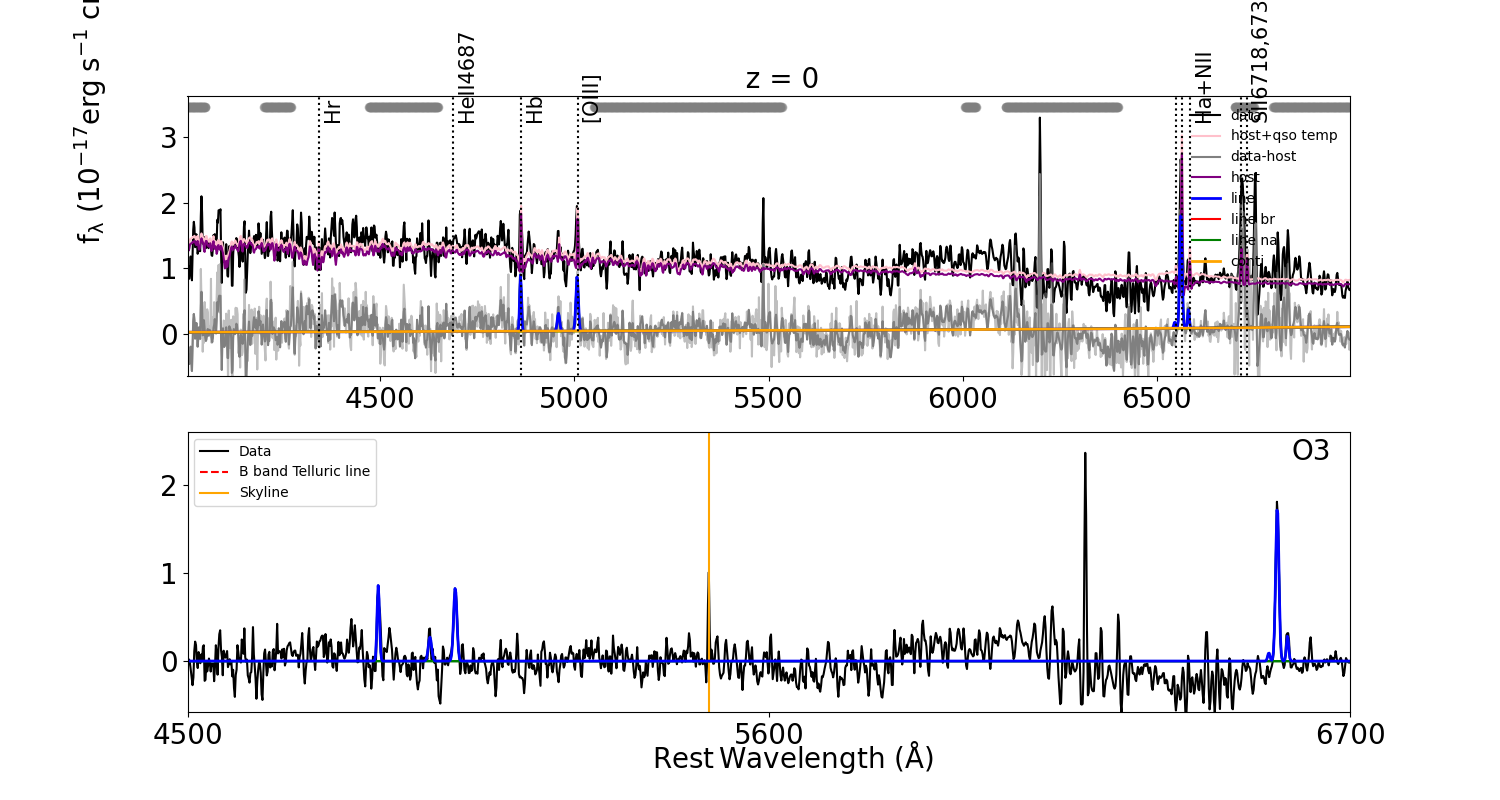 z = 0
f_λ (10⁻¹⁷erg s⁻¹ c
Hr
HeII4687
Hb
[OIII]
Ha+NII
SII6718,673
data
host+qso temp
data-host
host
line
line br
line na
conti
3
2
1
0
4500 5000 5500 6000 6500
Data
B band Telluric line
Skyline
O3
2
1
0
4500 5600 6700
Rest Wavelength (Å)